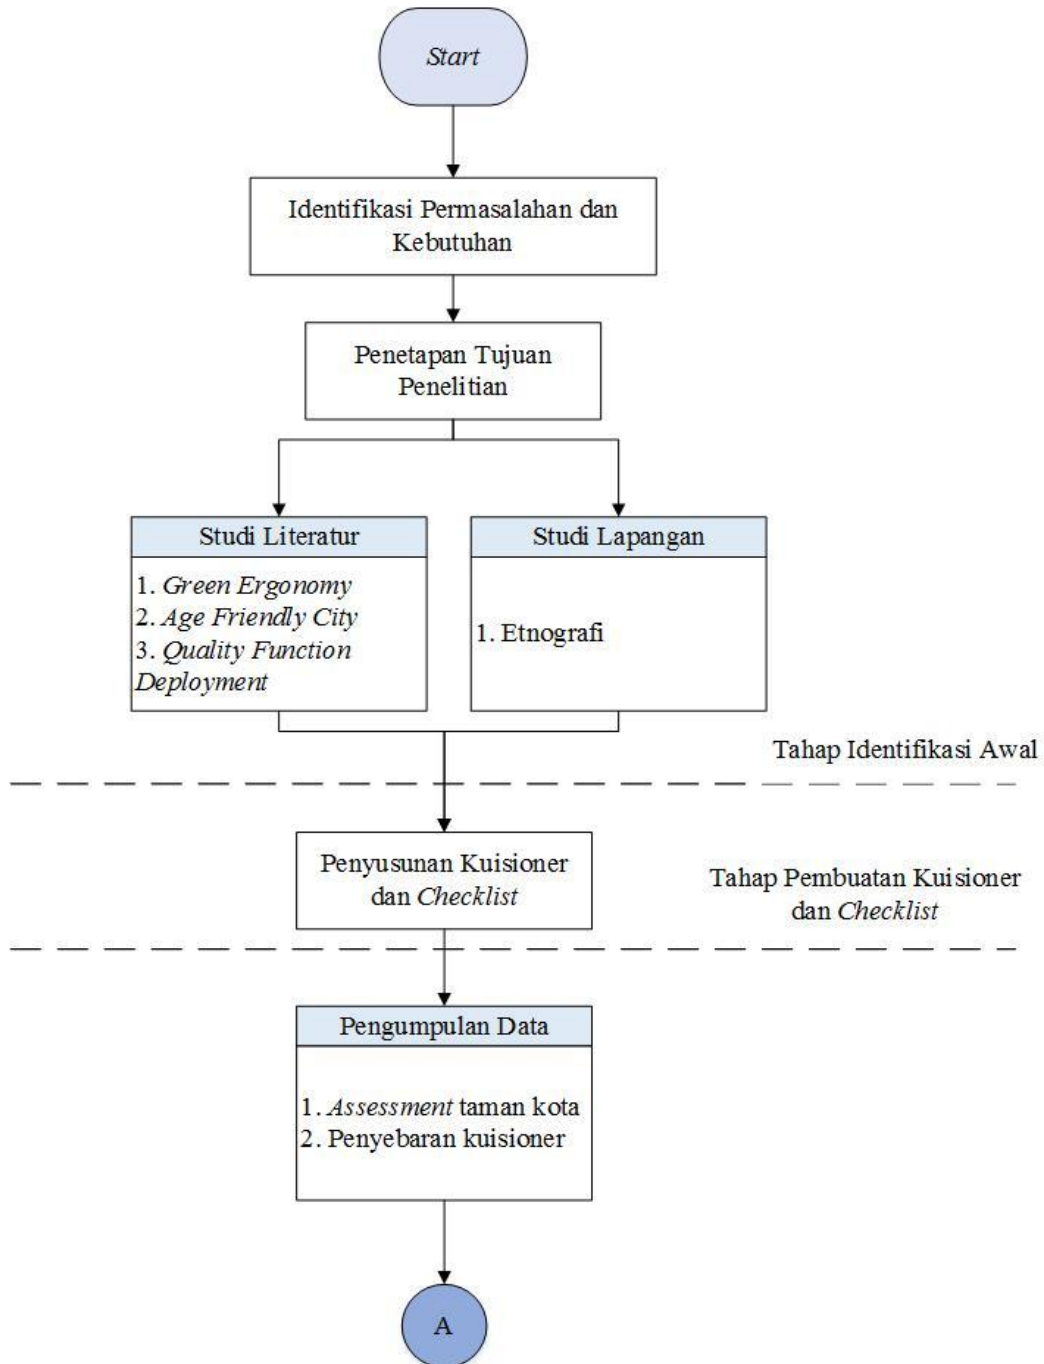 Start
Identifikasi Permasalahan dan
Kebutuhan
Penetapan Tujuan
Penelitian
Studi Literatur
1. Green Ergonomy
2. Age Friendly City
3. Quality Function
Deployment
Studi Lapangan
1. Etnografi
Tahap Identifikasi Awal
Penyusunan Kuisioner
dan Checklist
Tahap Pembuatan Kuisioner
dan Checklist
Pengumpulan Data
1. Assessment taman kota
2. Penyebaran kuisioner
A